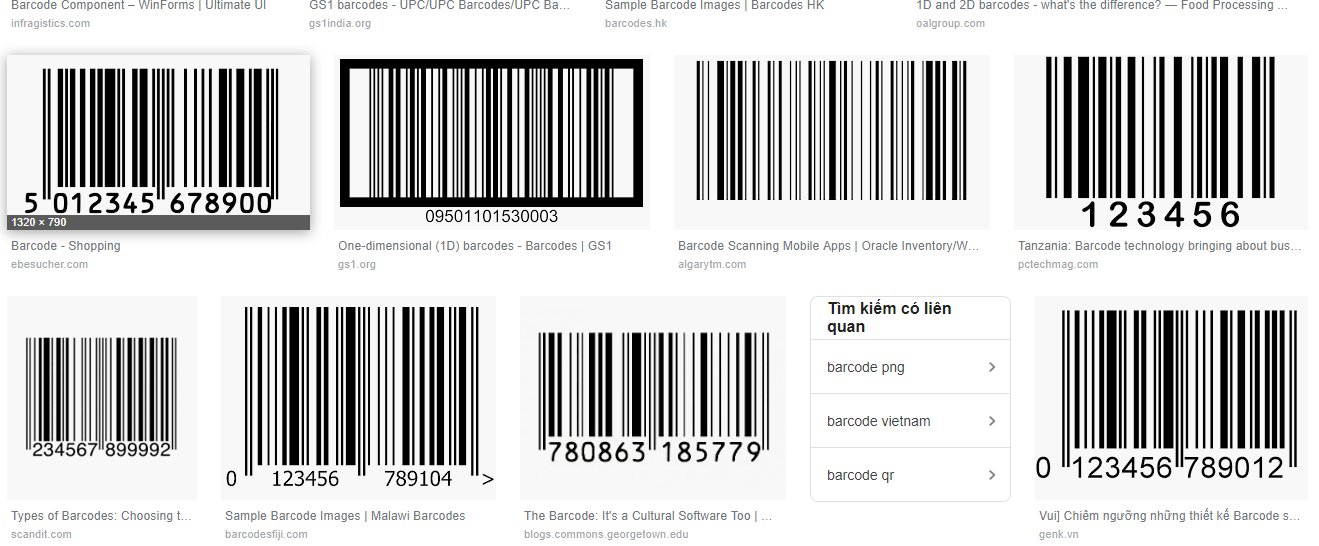 Barcode Component – WinForms | Ultimate UI
GS1 barcodes - UPC/UPC Barcodes/UPC Ba…
Sample Barcode Images | Barcodes HK
1D and 2D barcodes - what's the difference? — Food Processing ...
infragistics.com
gs1india.org
barcodes.hk
oalgroup.com
5 012345 678900
1320 × 790
09501101530003
123456
Barcode - Shopping
One-dimensional (1D) barcodes - Barcodes | GS1
Barcode Scanning Mobile Apps | Oracle Inventory/W…
Tanzania: Barcode technology bringing about bus…
ebesucher.com
gs1.org
algarytm.com
pctechmag.com
234567 899992
0 123456 789104 >
780863 185779
Tìm kiếm có liên
quan
barcode png
barcode vietnam
barcode qr
0 123456 789012
Types of Barcodes: Choosing t…
Sample Barcode Images | Malawi Barcodes
The Barcode: It's a Cultural Software Too | …
Vui] Chiêm ngưỡng những thiết kế Barcode s…
scandit.com
barcodesfiji.com
blogs.commons.georgetown.edu
genk.vn